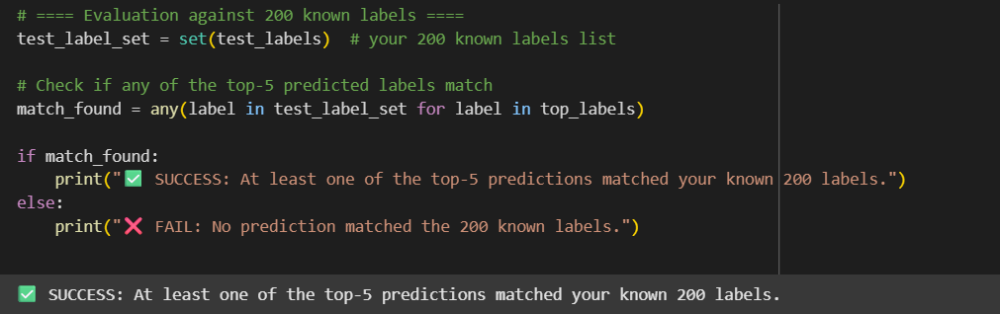 # ==== Evaluation against 200 known labels ====
test_label_set = set(test_labels)  # your 200 known labels list
# Check if any of the top-5 predicted labels match
match_found = any(label in test_label_set for label in top_labels)
if match_found:
    print("✅ SUCCESS: At least one of the top-5 predictions matched your known 200 labels.")
else:
    print("❌ FAIL: No prediction matched the 200 known labels.")
✅ SUCCESS: At least one of the top-5 predictions matched your known 200 labels.